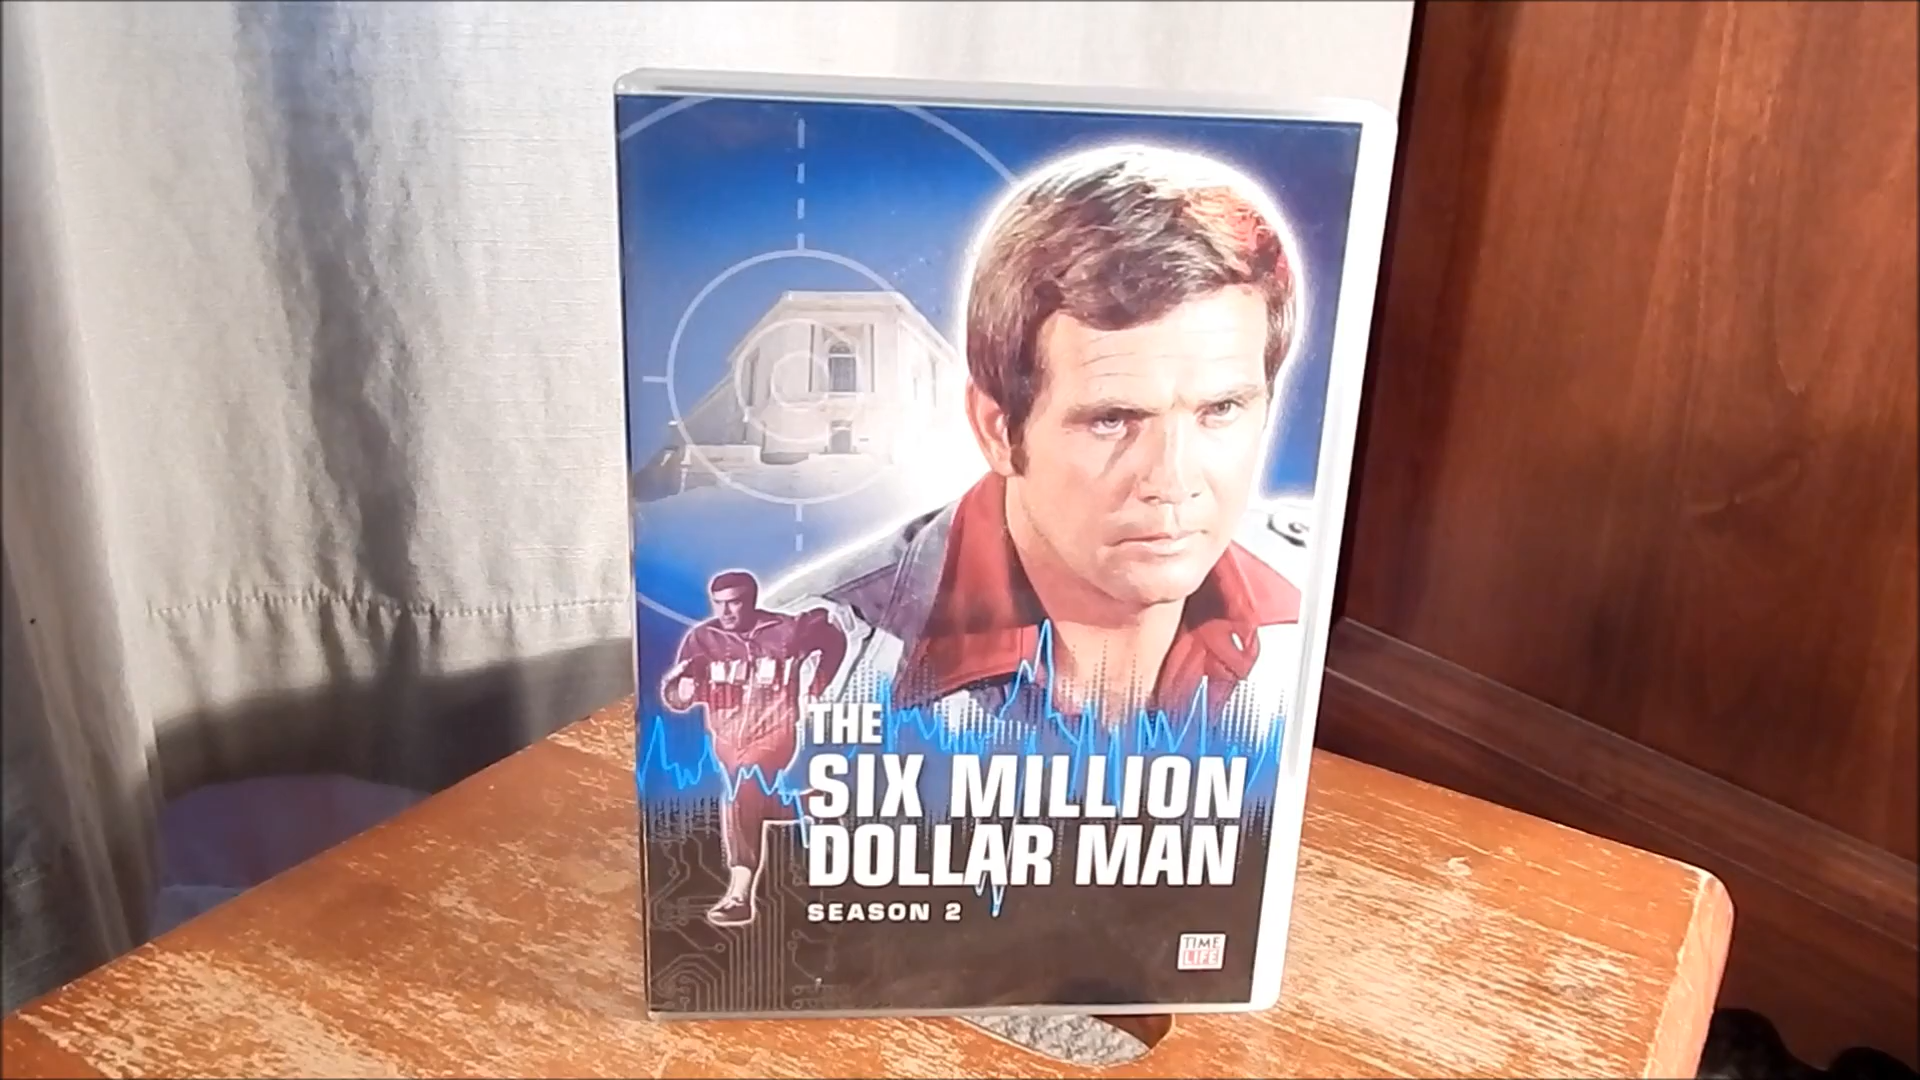 THE
SIX MILLION
DOLLAR MAN
SEASON 2
TIME
LIFE